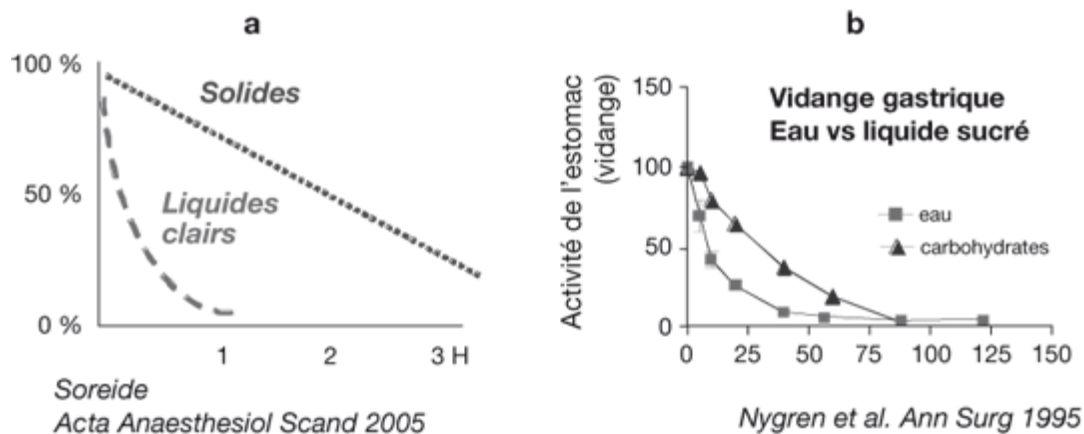 a
100 %
Solides
50 %
Liquides
clairs
0 %
1
2
3 H
Soreide
Acta Anaesthesiol Scand 2005
b
Activité de l'estomac
(vidange)
150
100
50
0
Vidange gastrique
Eau vs liquide sucré
eau
carbohydrates
0
25
50
75
100
125
150
Nygren et al. Ann Surg 1995